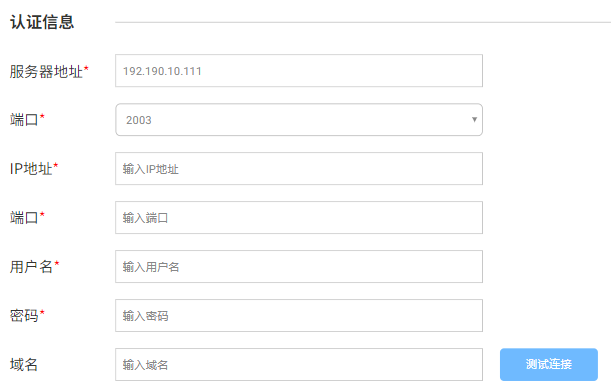 认证信息
服务器地址* 192.190.10.111
端口* 2003
IP地址* 输入IP地址
端口* 输入端口
用户名* 输入用户名
密码* 输入密码
域名 输入域名 测试连接